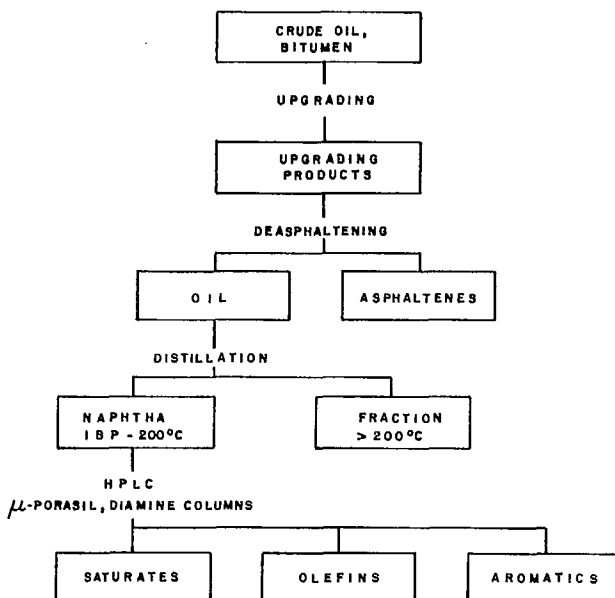 CRUDE OIL,
BITUMEN
UPGRADING
UPGRADING
PRODUCTS
DEASPHALTENING
OIL
ASPHALTENES
DISTILLATION
NAPHTHA
IBP - 200°C
FRACTION
> 200°C
HPLC
μ-PORASIL, DIAMINE COLUMNS
SATURATES
OLEFINS
AROMATICS